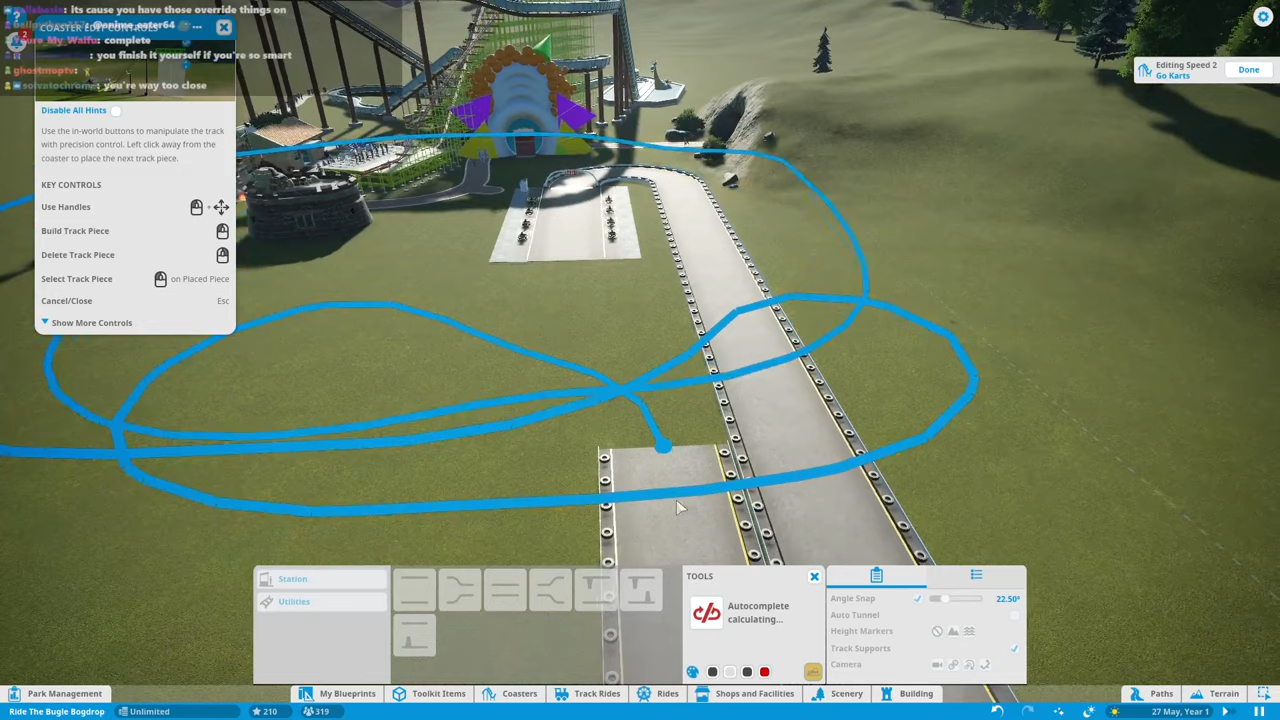 its cause you have those override things on
@anime_eater64
Youre_My_Waifu: complete
you finish it yourself if you're so smart
ghostmoptv:
solvntochrome: you're way too close
2
Disable All Hints
Use the in-world buttons to manipulate the
track with precision control. Left click away from the
coaster to place the next track piece.
KEY CONTROLS
Use Handles
Build Track Piece
Delete Track Piece
Select Track Piece on Placed Piece
Cancel/Close Esc
Show More Controls
Editing Speed 2
Go Karts
Done
Station
Utilities
TOOLS
Autocomplete
calculating...
Angle Snap 22.50°
Auto Tunnel
Height Markers
Track Supports
Camera
Park Management
My Blueprints
Toolkit Items
Coasters
Track Rides
Rides
Shops and Facilities
Scenery
Building
Paths
Terrain
Ride The Bugle Bogdrop
Unlimited
210
319
27 May, Year 1